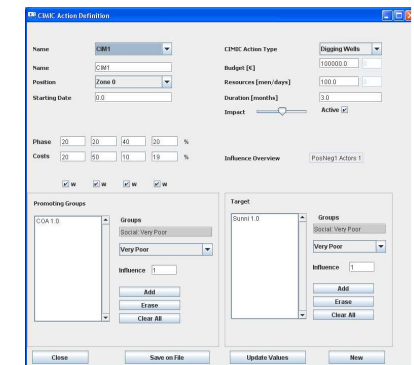 CIMIC Action Definition
Name CIM1 CIMIC Action Type Digging Wells
Name CIM1 Budget [€] 100000.0
Position Zone 0 Resources [men/days] 100.0
Starting Date 0.0 Duration [months] 3.0
Impact Active
Phase 20 20 40 20 %
Costs 20 50 10 19 % Influence Overview PosNeg1 Actors 1
w w w w
Promoting Groups Target
COA 1.0 Groups Sunni 1.0 Groups
Social: Very Poor Social: Very Poor
Very Poor Very Poor
Influence 1 Influence 1
Add Add
Erase Erase
Clear All Clear All
Close Save on File Update Values New